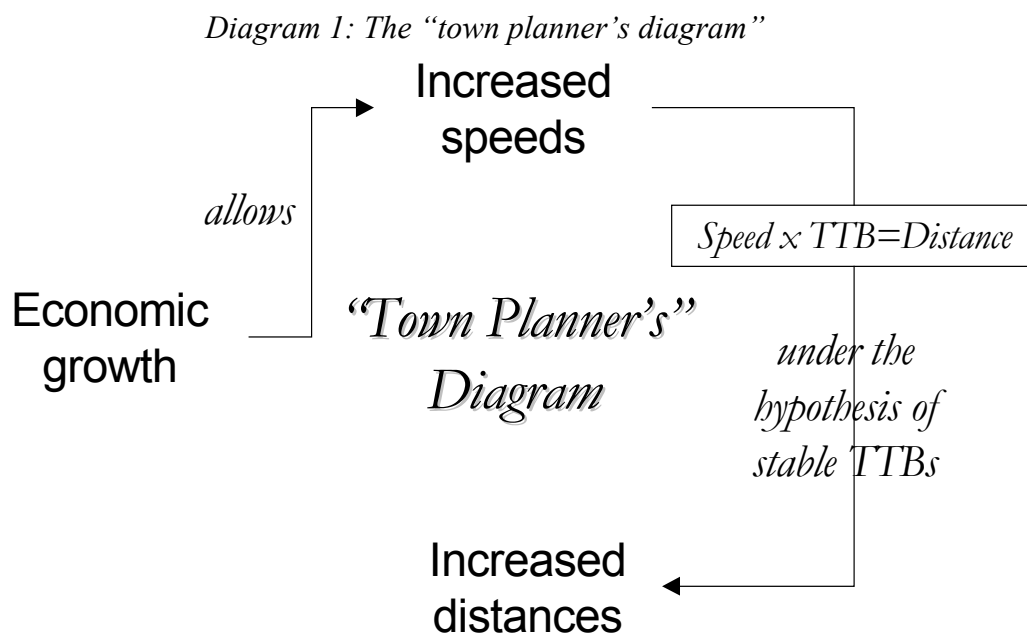 Diagram 1: The “town planner’s diagram”
Increased
speeds
allows
Speed x TTB=Distance
Economic
growth
“Town Planner’s”
Diagram
under the
hypothesis of
stable TTBs
Increased
distances